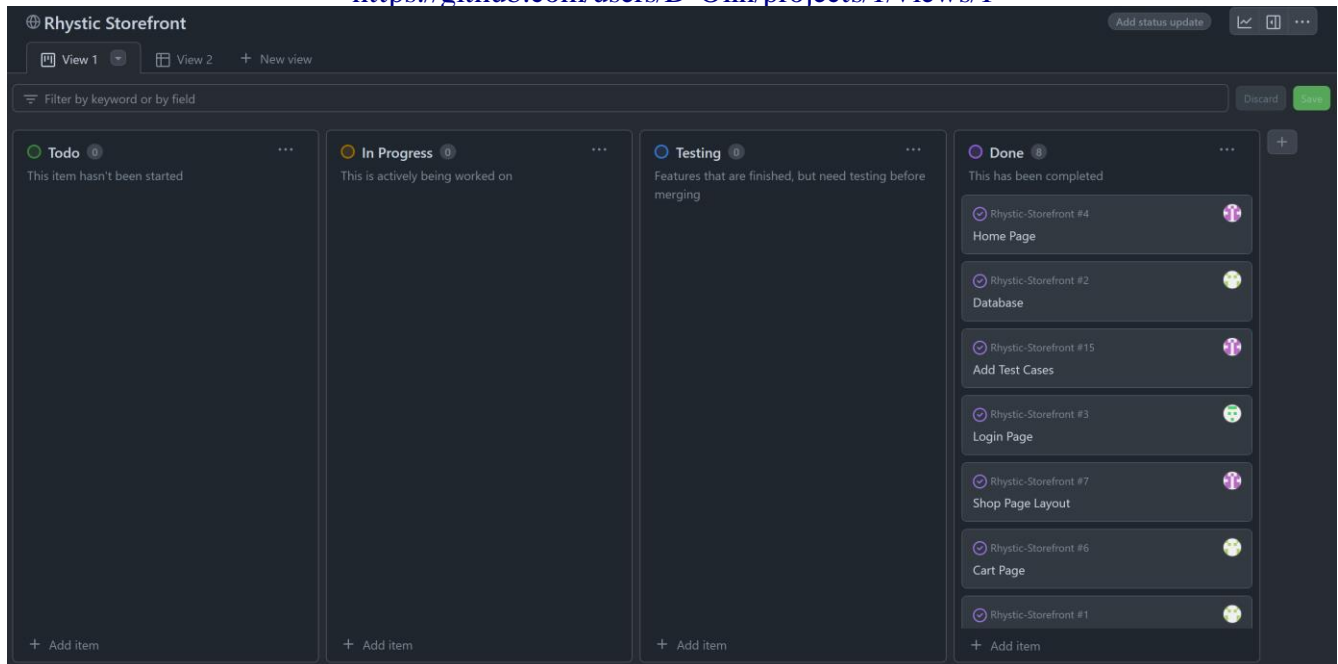 Rhystic Storefront
Add status update
View 1
View 2
+ New view
Filter by keyword or by field
Discard
Save
Todo 0
This item hasn't been started
+ Add item
In Progress 0
This is actively being worked on
+ Add item
Testing 0
Features that are finished, but need testing before
merging
+ Add item
Done 8
This has been completed
Rhystic-Storefront #4
Home Page
Rhystic-Storefront #2
Database
Rhystic-Storefront #15
Add Test Cases
Rhystic-Storefront #3
Login Page
Rhystic-Storefront #7
Shop Page Layout
Rhystic-Storefront #6
Cart Page
Rhystic-Storefront #1
+ Add item